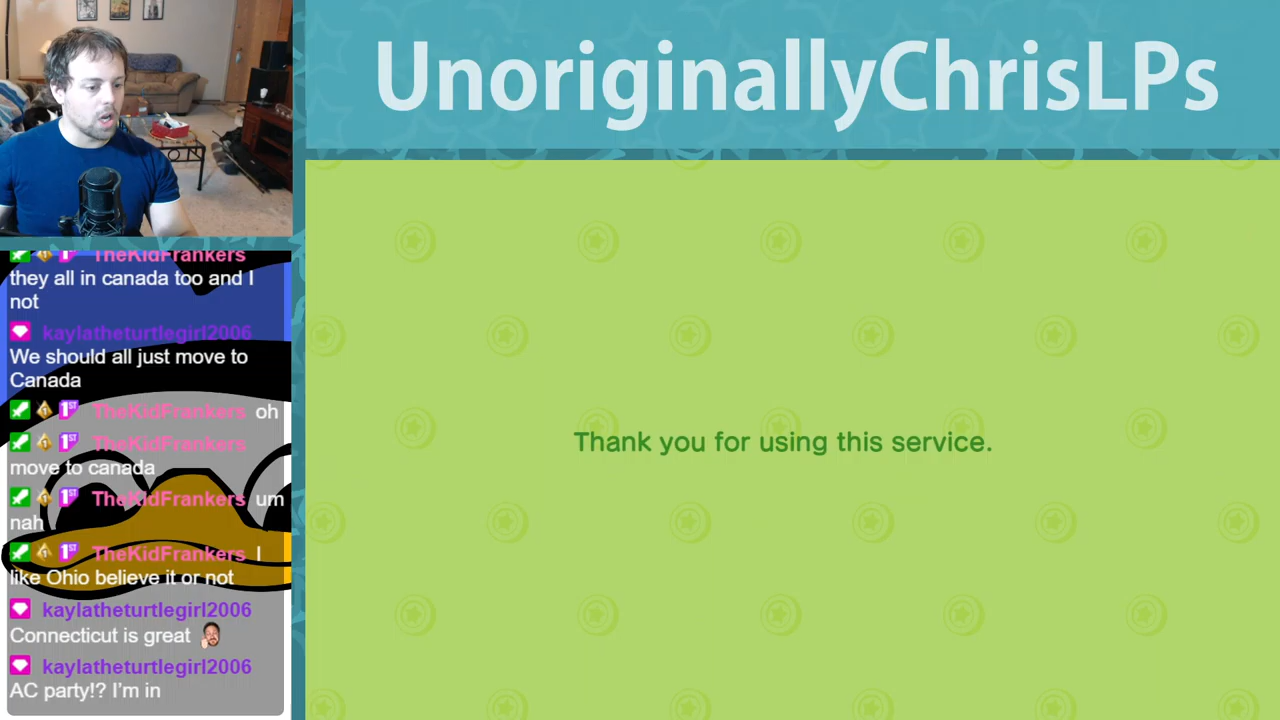 UnoriginallyChrisLPs
TheKidFrankers
they all in canada too and I
not
kaylatheturtlegirl2006
We should all just move to
Canada
TheKidFrankers oh
TheKidFrankers
move to canada
TheKidFrankers um
nah
TheKidFrankers I
like Ohio believe it or not
kaylatheturtlegirl2006
Connecticut is great
kaylatheturtlegirl2006
AC party!? I'm in
Thank you for using this service.